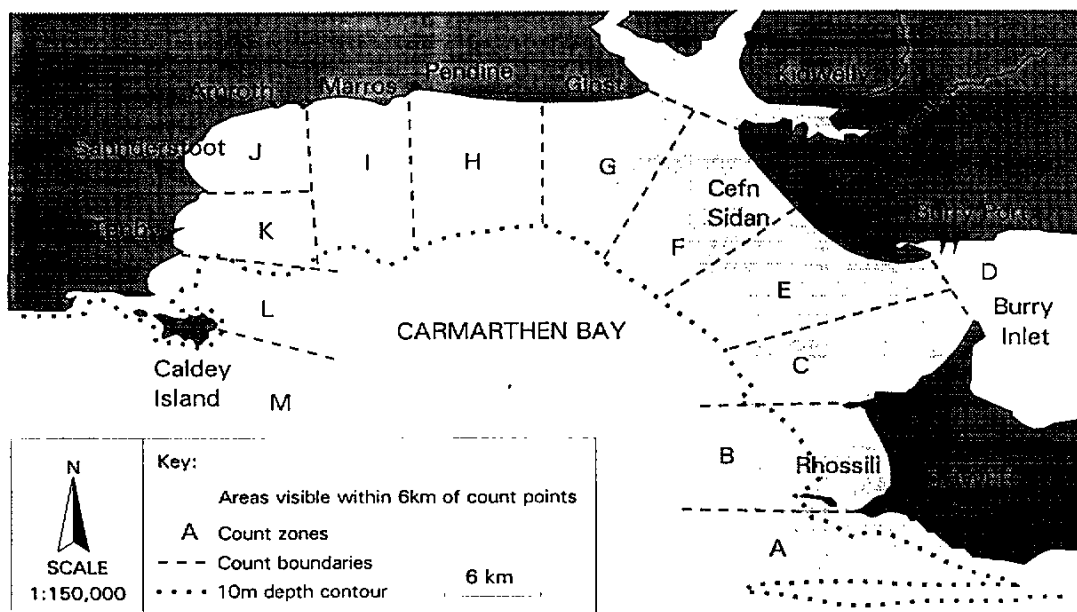 Pendine
Marros
Amroth
Ginst
Kidwelly
Saundersfoot
J
I
H
G
Cefn
Sidan
Burry Port
Tenby
K
F
D
E
Burry
Inlet
L
CARMARTHEN BAY
C
Caldey
Island
M
B
Rhossili
A
N
SCALE
1:150,000
Key:
Areas visible within 6km of count points
A Count zones
Count boundaries
10m depth contour
6 km